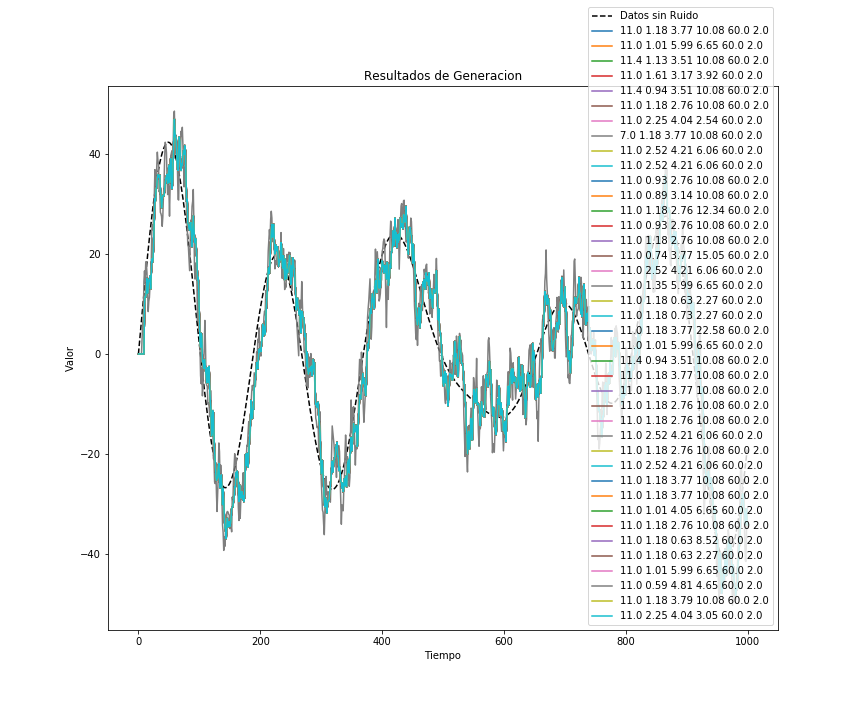 Datos sin Ruido
11.0 1.18 3.77 10.08 60.0 2.0
11.0 1.01 5.99 6.65 60.0 2.0
11.4 1.13 3.51 10.08 60.0 2.0
11.0 1.61 3.17 3.92 60.0 2.0
11.4 0.94 3.51 10.08 60.0 2.0
11.0 1.18 2.76 10.08 60.0 2.0
11.0 2.25 4.04 2.54 60.0 2.0
7.0 1.18 3.77 10.08 60.0 2.0
11.0 2.52 4.21 6.06 60.0 2.0
11.0 2.52 4.21 6.06 60.0 2.0
11.0 0.93 2.76 10.08 60.0 2.0
11.0 0.89 3.14 10.08 60.0 2.0
11.0 1.18 2.76 12.34 60.0 2.0
11.0 0.93 2.76 10.08 60.0 2.0
11.0 1.18 2.76 10.08 60.0 2.0
11.0 0.74 3.77 15.05 60.0 2.0
11.0 2.52 4.21 6.06 60.0 2.0
11.0 1.35 5.99 6.65 60.0 2.0
11.0 1.18 0.63 2.27 60.0 2.0
11.0 1.18 0.73 2.27 60.0 2.0
11.0 1.18 3.77 22.58 60.0 2.0
11.0 1.01 5.99 6.65 60.0 2.0
11.4 0.94 3.51 10.08 60.0 2.0
11.0 1.18 3.77 10.08 60.0 2.0
11.0 1.18 3.77 10.08 60.0 2.0
11.0 1.18 2.76 10.08 60.0 2.0
11.0 1.18 2.76 10.08 60.0 2.0
11.0 2.52 4.21 6.06 60.0 2.0
11.0 1.18 2.76 10.08 60.0 2.0
11.0 2.52 4.21 6.06 60.0 2.0
11.0 1.18 3.77 10.08 60.0 2.0
11.0 1.18 3.77 10.08 60.0 2.0
11.0 1.01 4.05 6.65 60.0 2.0
11.0 1.18 2.76 10.08 60.0 2.0
11.0 1.18 0.63 8.52 60.0 2.0
11.0 1.18 0.63 2.27 60.0 2.0
11.0 1.01 5.99 6.65 60.0 2.0
11.0 0.59 4.81 4.65 60.0 2.0
11.0 1.18 3.79 10.08 60.0 2.0
11.0 2.25 4.04 3.05 60.0 2.0
Resultados de Generacion
40
20
0
−20
−40
Valor
0 200 400 600 800 1000
Tiempo